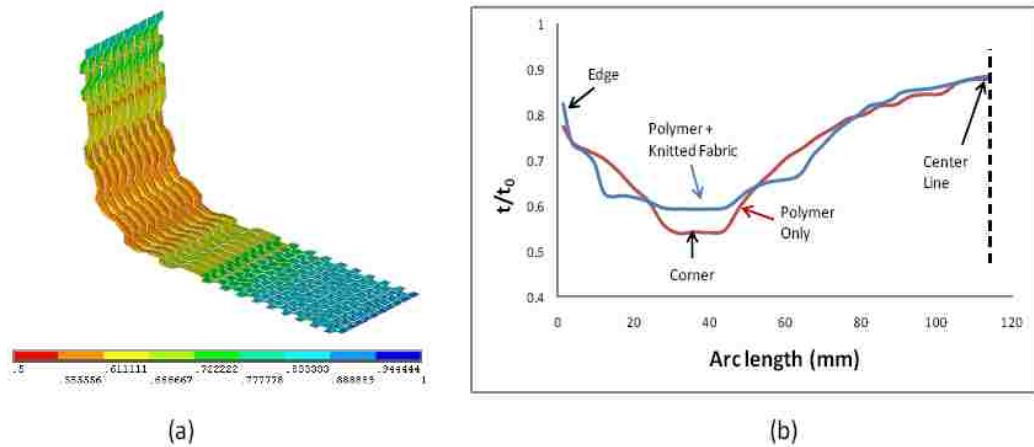 .5
.611111
.722222
.833333
.944444
.555556
.666667
.777778
.888889
1
(a)
1
0.9
0.8
0.7
0.6
0.5
0.4
t/t0
0
20
40
60
80
100
120
Arc length (mm)
Edge
Polymer +
Knitted Fabric
Center
Line
Polymer
Only
Corner
(b)